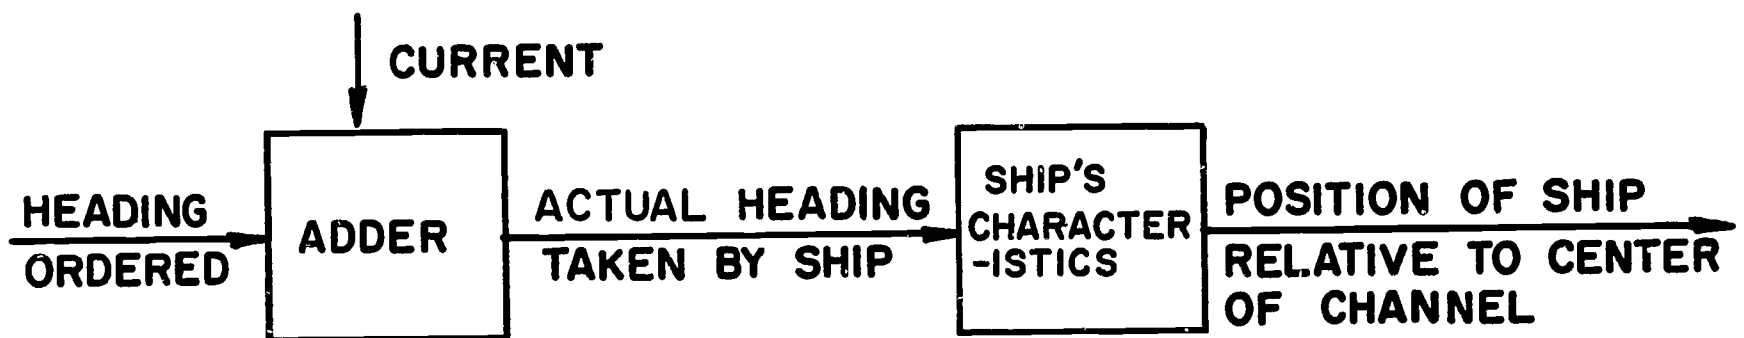 CURRENT
HEADING
ORDERED
ADDER
ACTUAL HEADING
TAKEN BY SHIP
SHIP'S
CHARACTER
-ISTICS
POSITION OF SHIP
RELATIVE TO CENTER
OF CHANNEL